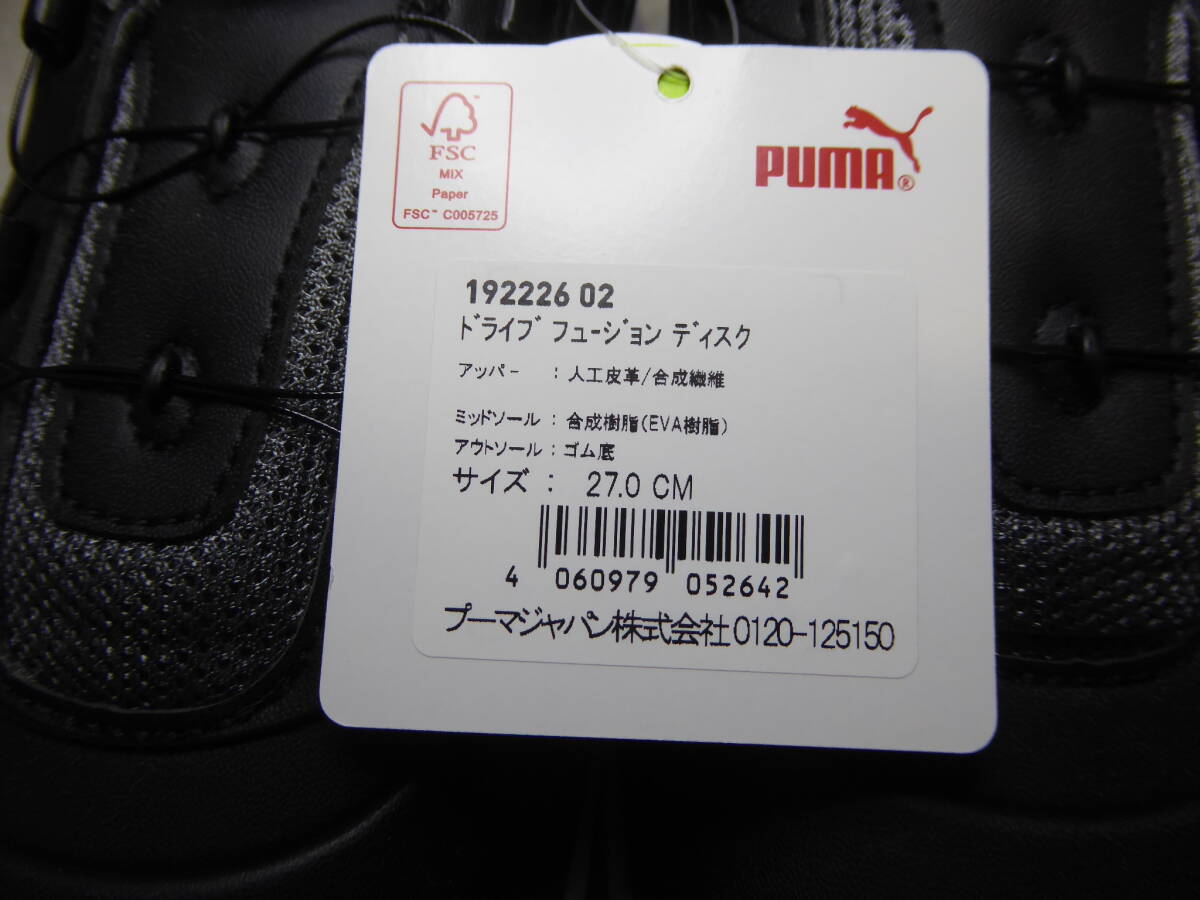 FSC
MIX
Paper
FSC™ C005725
PUMA®
192226 02
ﾄﾞﾗｲﾌﾞ ﾌｭｰｼﾞｮﾝ ﾃﾞｨｽｸ
アッパ- : 人工皮革/合成繊維
ミッドソール : 合成樹脂(EVA樹脂)
アウトソール : ゴム底
サイズ : 27.0 CM
4 060979 052642
プーマジャパン株式会社0120-125150